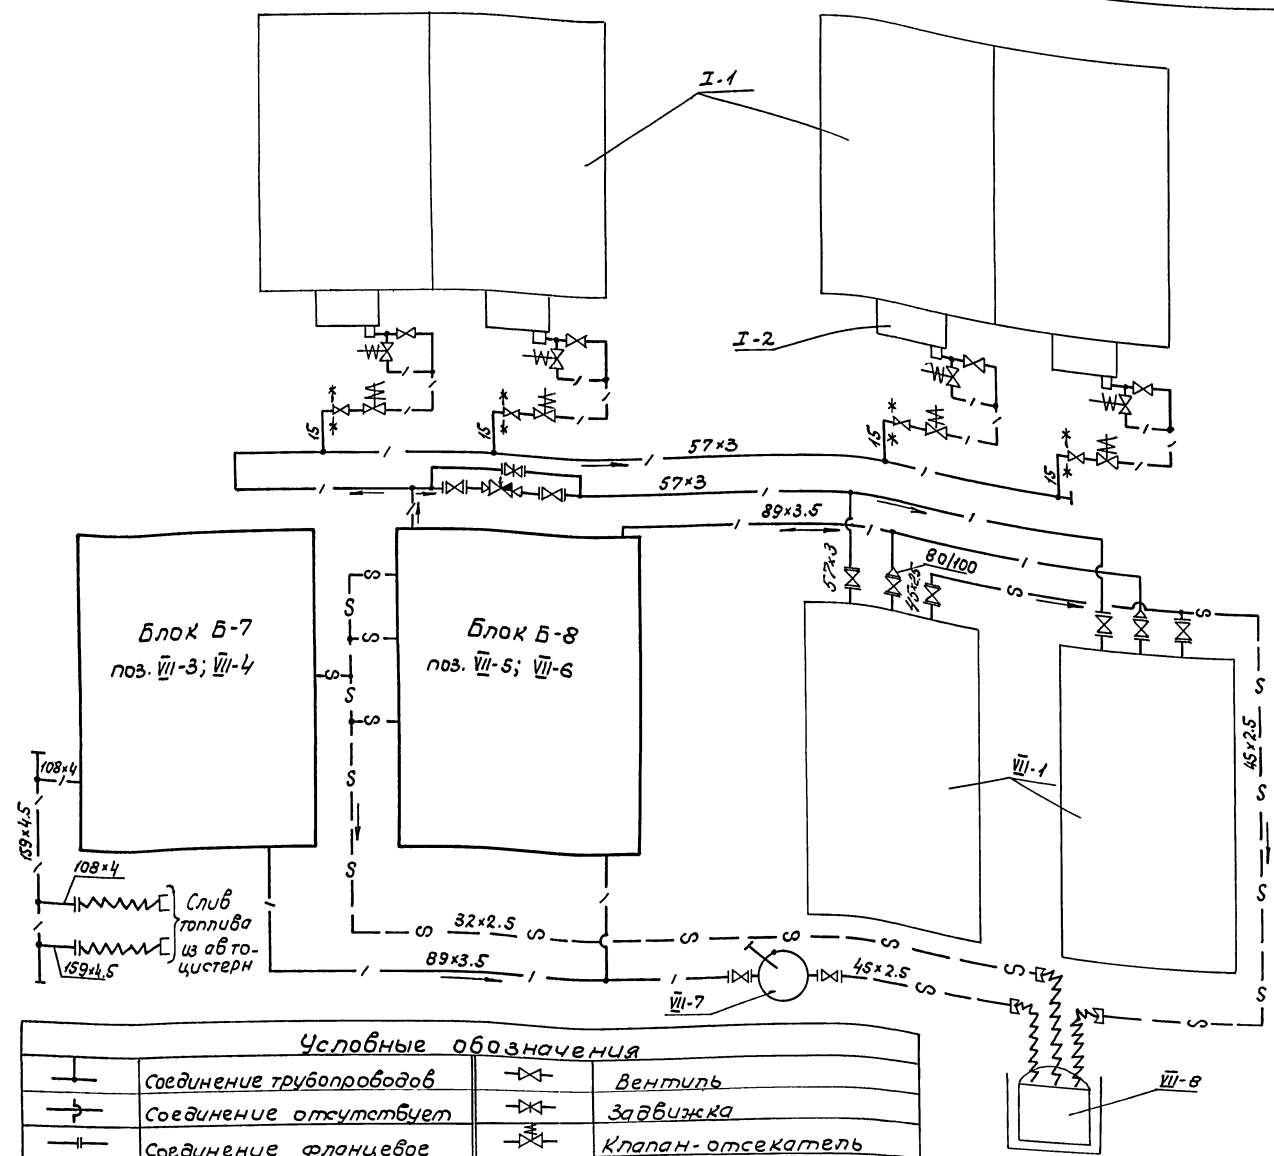 I-1
I-2
15
15
15
15
57×3
57×3
89×3.5
57×3
80/100
45×2.5
S
Блок Б-7
поз. VII-3; VII-4
Блок Б-8
поз. VII-5; VII-6
S
S
S
S
S
S
S
S
S
108×4
159×4.5
VII-1
45×2.5
S
S
S
S
S
S
108×4
Слив
топлива
из авто-
цистерн
159×4.5
S
32×2.5
S
S
S
S
S
89×3.5
VII-7
45×2.5
S
S
VII-8
Условные обозначения
Соединение трубопроводов
Вентиль
Соединение отсутствует
Задвижка
Соединение фланцевое
Клапан-отсекатель